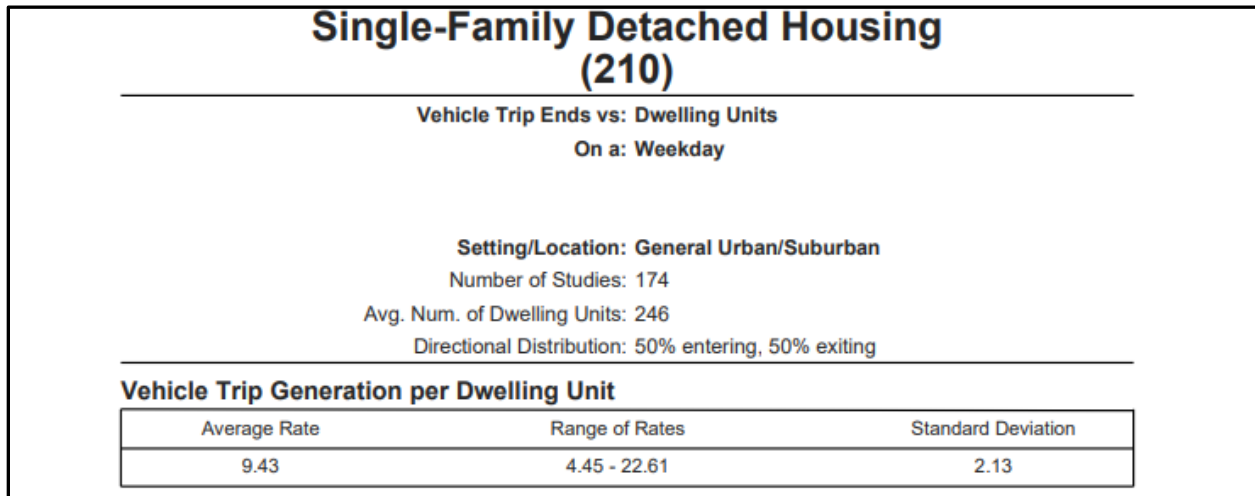 Single-Family Detached Housing
(210)
Vehicle Trip Ends vs: Dwelling Units
On a: Weekday
Setting/Location: General Urban/Suburban
Number of Studies: 174
Avg. Num. of Dwelling Units: 246
Directional Distribution: 50% entering, 50% exiting
Vehicle Trip Generation per Dwelling Unit
Average Rate Range of Rates Standard Deviation
9.43 4.45 - 22.61 2.13